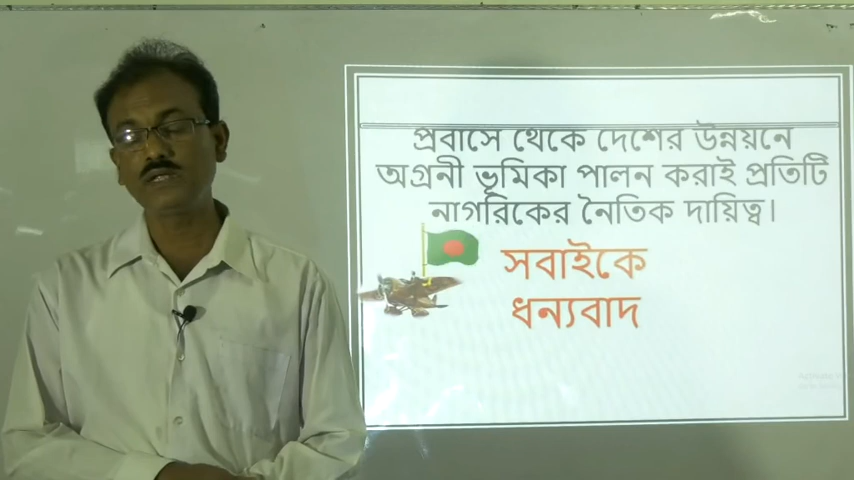 প্রবাসে থেকে দেশের উন্নয়নে
অগ্রনী ভূমিকা পালন করাই প্রতিটি
নাগরিকের নৈতিক দায়িত্ব।
সবাইকে
ধন্যবাদ